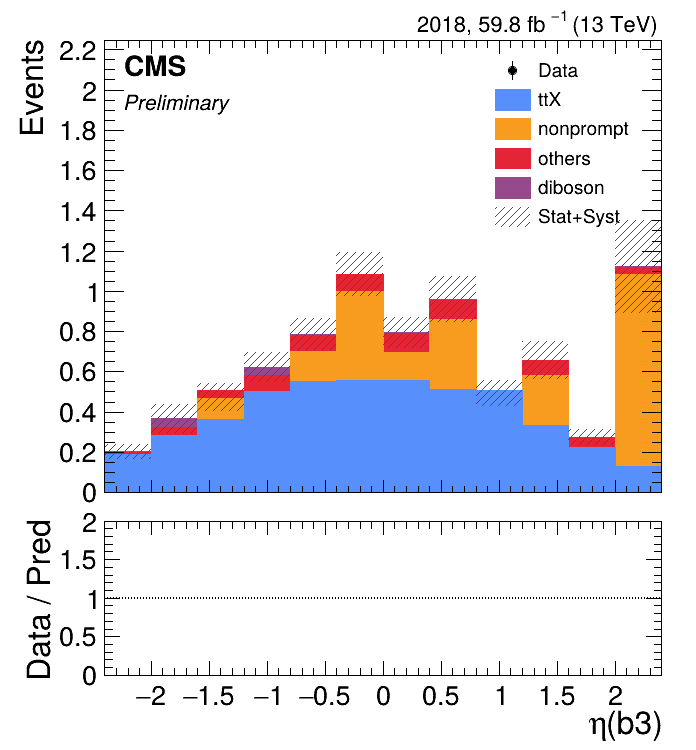 2018, 59.8 fb⁻¹ (13 TeV)
CMS
Preliminary
Events
Data
ttX
nonprompt
others
diboson
Stat+Syst
2.2
2
1.8
1.6
1.4
1.2
1
0.8
0.6
0.4
0.2
0
Data / Pred
2
1.5
1
0.5
0
−2 −1.5 −1 −0.5 0 0.5 1 1.5 2
η(b3)